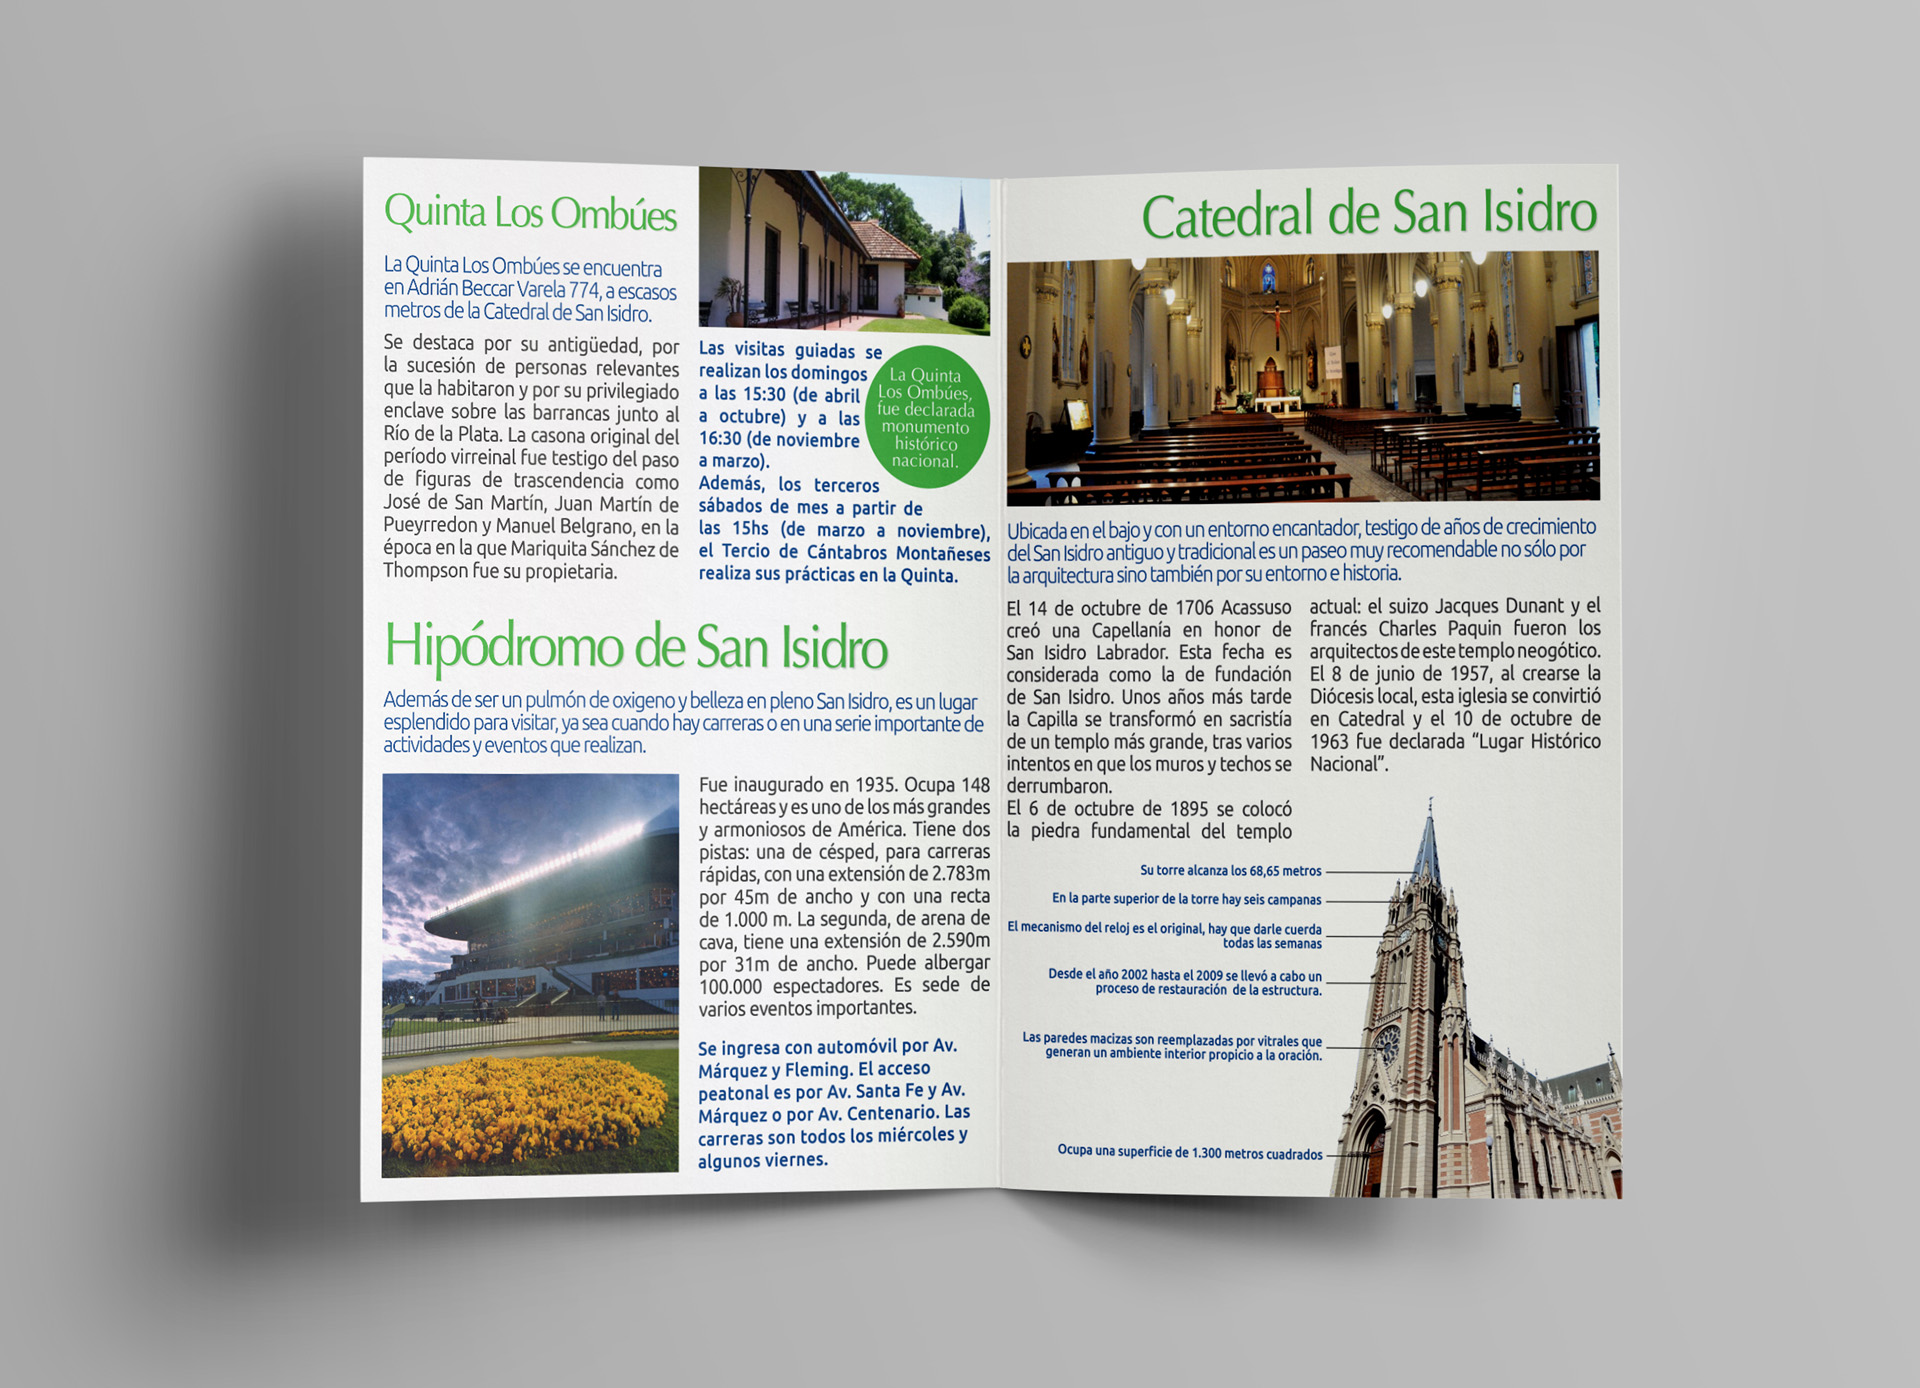 Quinta Los Ombúes
La Quinta Los Ombúes se encuentra
en Adrián Beccar Varela 774, a escasos
metros de la Catedral de San Isidro.
Se destaca por su antigüedad, por
la sucesión de personas relevantes
que la habitaron y por su privilegiado
enclave sobre las barrancas junto al
Río de la Plata. La casona original del
período virreinal fue testigo del paso
de figuras de trascendencia como
José de San Martín, Juan Martín de
Pueyrredon y Manuel Belgrano, en la
época en la que Mariquita Sánchez de
Thompson fue su propietaria.
Las visitas guiadas se
realizan los domingos
a las 15:30 (de abril
a octubre) y a las
16:30 (de noviembre
a marzo).
Además, los terceros
sábados de mes a partir de
las 15hs (de marzo a noviembre),
el Tercio de Cántabros Montañeses
realiza sus prácticas en la Quinta.
La Quinta
Los Ombúes,
fue declarada
monumento
histórico
nacional.
Hipódromo de San Isidro
Además de ser un pulmón de oxigeno y belleza en pleno San Isidro, es un lugar
esplendido para visitar, ya sea cuando hay carreras o en una serie importante de
actividades y eventos que realizan.
Fue inaugurado en 1935. Ocupa 148
hectáreas y es uno de los más grandes
y armoniosos de América. Tiene dos
pistas: una de césped, para carreras
rápidas, con una extensión de 2.783m
por 45m de ancho y con una recta
de 1.000 m. La segunda, de arena de
cava, tiene una extensión de 2.590m
por 31m de ancho. Puede albergar
100.000 espectadores. Es sede de
varios eventos importantes.
Se ingresa con automóvil por Av.
Márquez y Fleming. El acceso
peatonal es por Av. Santa Fe y Av.
Márquez o por Av. Centenario. Las
carreras son todos los miércoles y
algunos viernes.
Catedral de San Isidro
Ubicada en el bajo y con un entorno encantador, testigo de años de crecimiento
del San Isidro antiguo y tradicional es un paseo muy recomendable no sólo por
la arquitectura sino también por su entorno e historia.
El 14 de octubre de 1706 Acassuso
creó una Capellanía en honor de
San Isidro Labrador. Esta fecha es
considerada como la de fundación
de San Isidro. Unos años más tarde
la Capilla se transformó en sacristía
de un templo más grande, tras varios
intentos en que los muros y techos se
derrumbaron.
El 6 de octubre de 1895 se colocó
la piedra fundamental del templo
actual: el suizo Jacques Dunant y el
francés Charles Paquin fueron los
arquitectos de este templo neogótico.
El 8 de junio de 1957, al crearse la
Diócesis local, esta iglesia se convirtió
en Catedral y el 10 de octubre de
1963 fue declarada “Lugar Histórico
Nacional”.
Su torre alcanza los 68,65 metros
En la parte superior de la torre hay seis campanas
El mecanismo del reloj es el original, hay que darle cuerda
todas las semanas
Desde el año 2002 hasta el 2009 se llevó a cabo un
proceso de restauración de la estructura.
Las paredes macizas son reemplazadas por vitrales que
generan un ambiente interior propicio a la oración.
Ocupa una superficie de 1.300 metros cuadrados